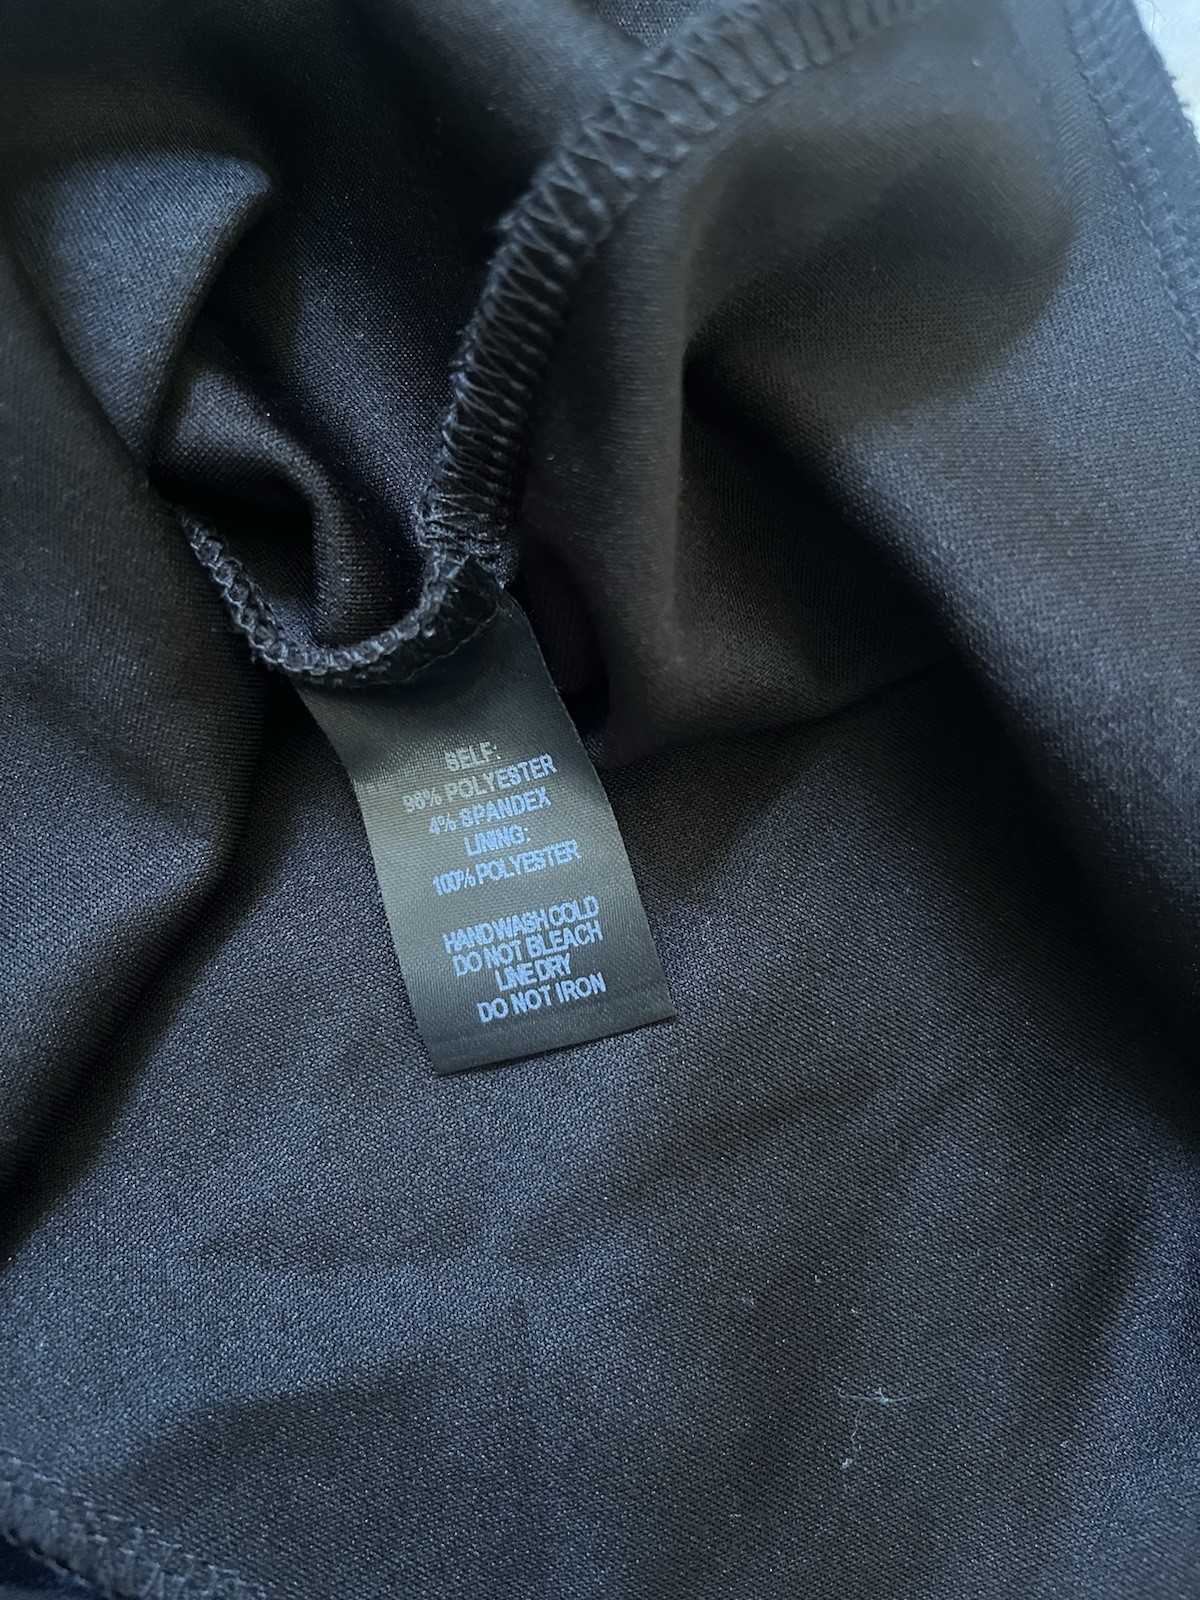 SELF:
96% POLYESTER
4% SPANDEX
LINING:
100% POLYESTER
HAND WASH COLD
DO NOT BLEACH
LINE DRY
DO NOT IRON